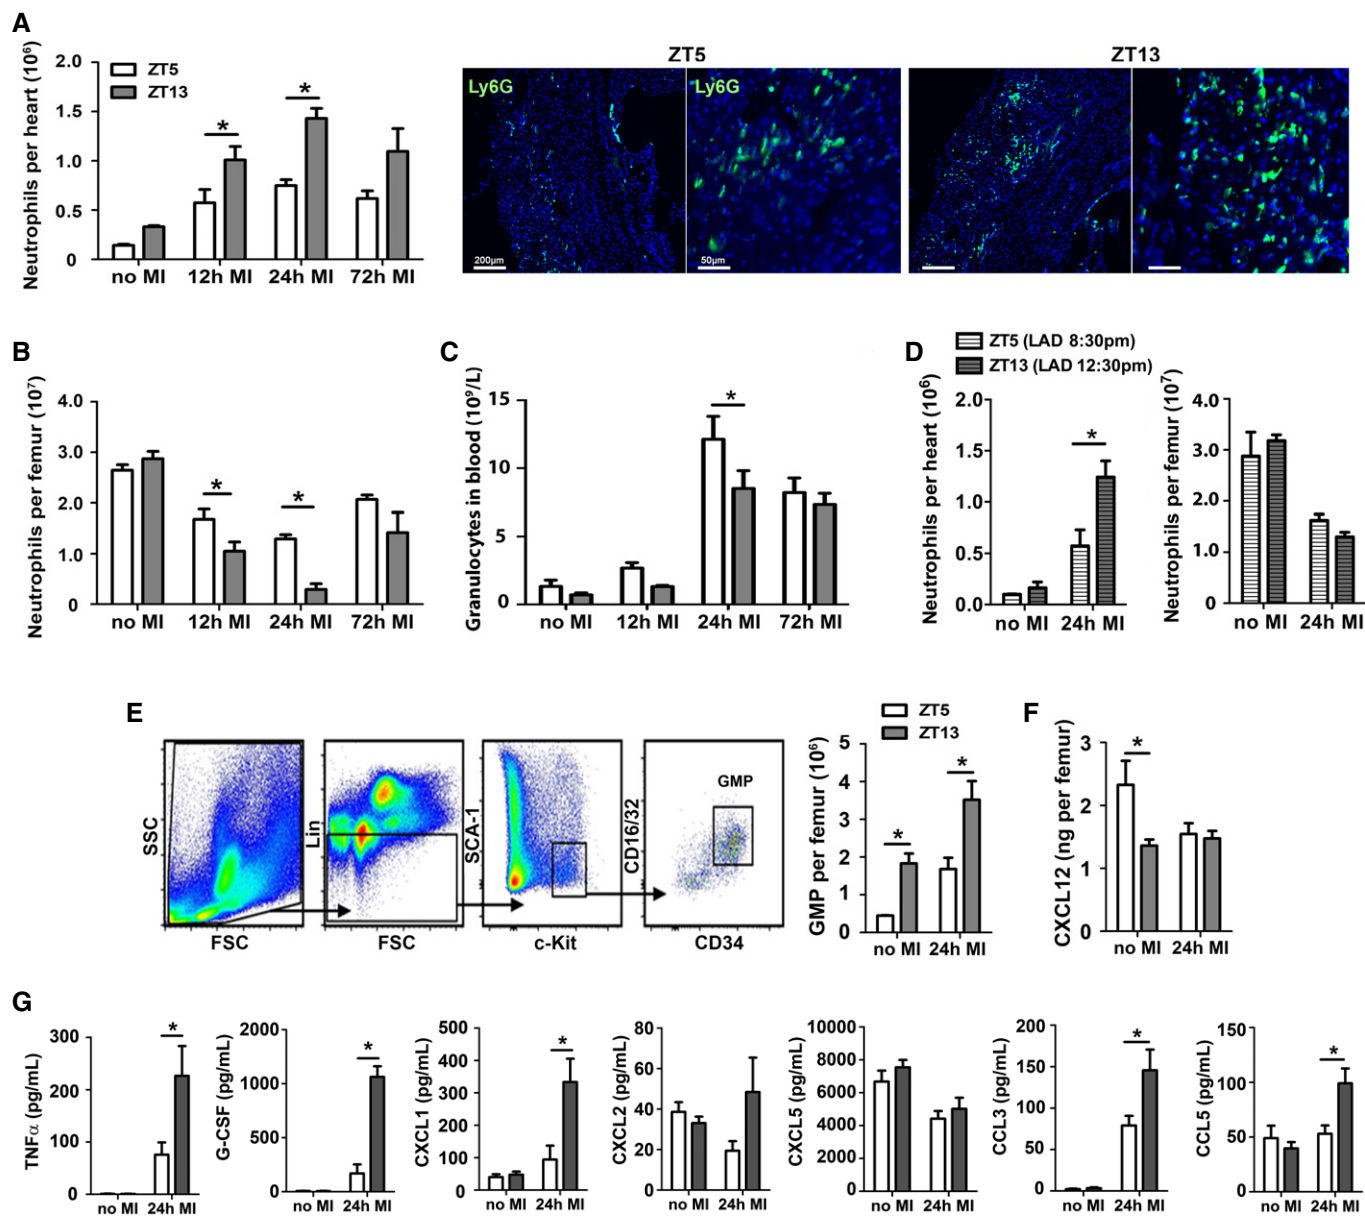 A
Neutrophils per heart (10⁶)
2.0
1.5
1.0
0.5
0
ZT5
ZT13
*
*
no MI
12h MI
24h MI
72h MI
ZT5
ZT13
Ly6G
Ly6G
200µm
50µm
B
Neutrophils per femur (10⁷)
4.0
3.0
2.0
1.0
0
*
*
no MI
12h MI
24h MI
72h MI
C
Granulocytes in blood (10⁹/L)
15
10
5
0
*
no MI
12h MI
24h MI
72h MI
D
ZT5 (LAD 8:30pm)
ZT13 (LAD 12:30pm)
Neutrophils per heart (10⁶)
2.0
1.5
1.0
0.5
0.0
*
no MI
24h MI
Neutrophils per femur (10⁷)
4.0
3.0
2.0
1.0
0
no MI
24h MI
E
SSC
FSC
Lin
FSC
SCA-1
c-Kit
CD16/32
GMP
CD34
ZT5
ZT13
GMP per femur (10⁶)
5
4
3
2
1
0
*
*
no MI
24h MI
F
CXCL12 (ng per femur)
3
2
1
0
*
no MI
24h MI
G
TNFα (pg/mL)
300
200
100
0
*
no MI
24h MI
G-CSF (pg/mL)
2000
1000
500
0
*
no MI
24h MI
CXCL1 (pg/mL)
500
400
300
200
100
0
*
no MI
24h MI
CXCL2 (pg/mL)
80
60
40
20
0
no MI
24h MI
CXCL5 (pg/mL)
10000
8000
6000
4000
2000
0
no MI
24h MI
CCL3 (pg/mL)
200
150
100
50
0
*
no MI
24h MI
CCL5 (pg/mL)
150
100
50
0
*
no MI
24h MI